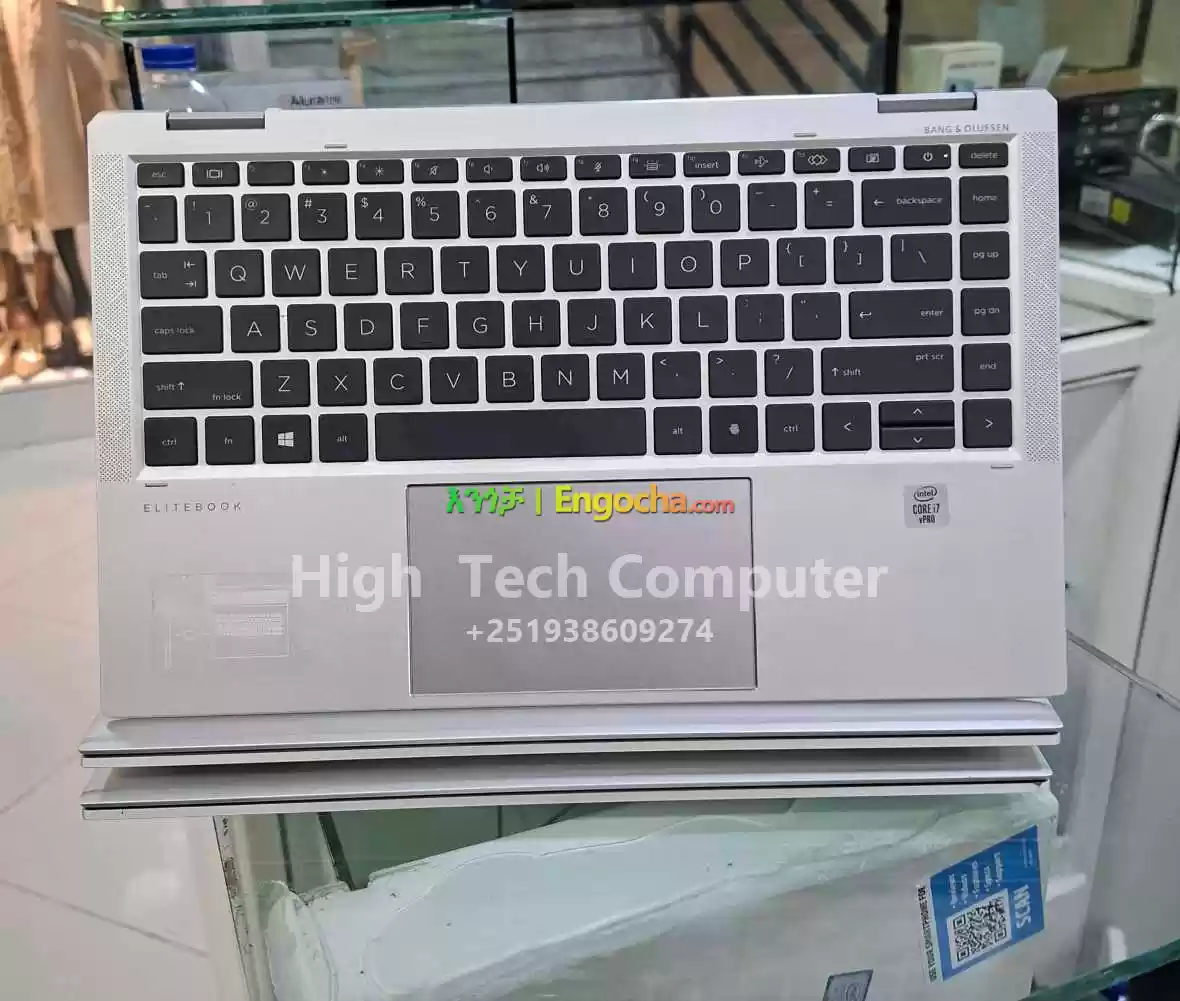 BANG & OLUFSEN
esc insert delete
! 1 @ 2 # 3 $ 4 % 5 ^ 6 & 7 * 8 ( 9 ) 0 _ - + = ← backspace home
tab Q W E R T Y U I O P { [ } ] | \ pg up
caps lock A S D F G H J K L : ; " ' ↵ enter pg dn
shift ↑ fn lock Z X C V B N M < , > . ? / ↑ shift prt scr end
ctrl fn alt alt ctrl < >
ELITEBOOK
እንጎቻ | Engocha.com
intel
CORE i7
vPRO
High Tech Computer
+251938609274
SCAN